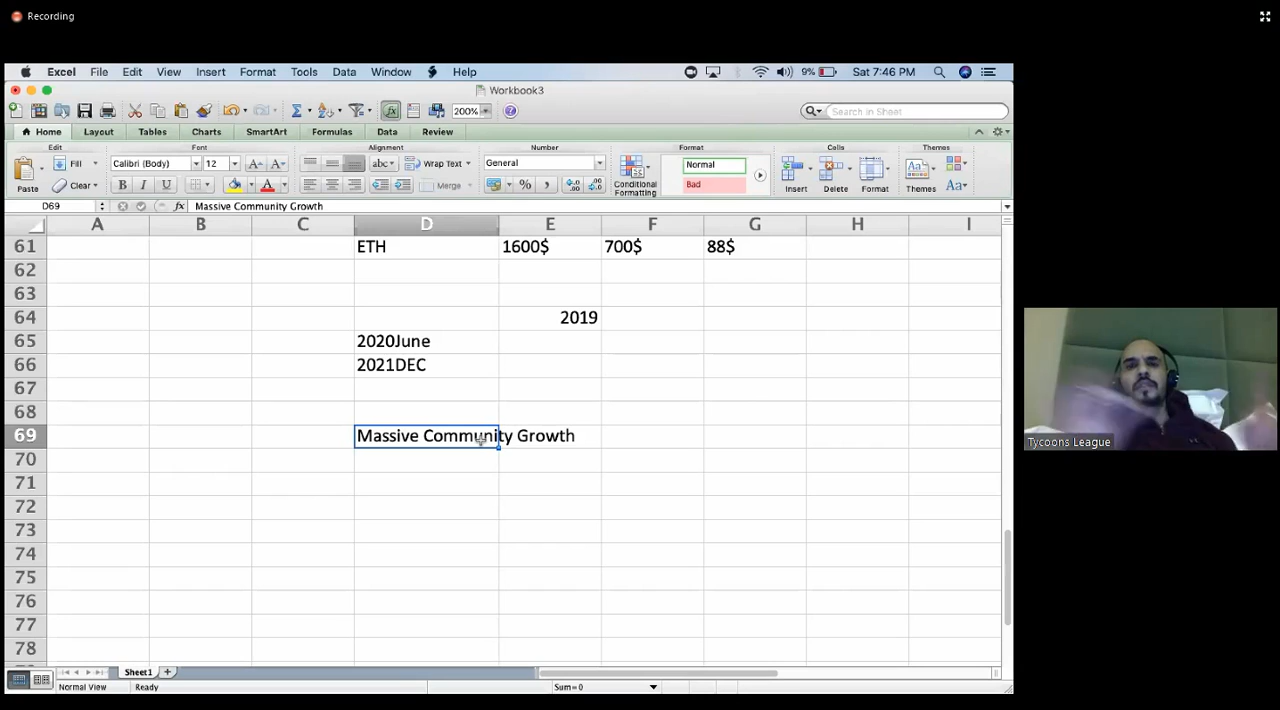 Recording
Excel File Edit View Insert Format Tools Data Window Help 9% Sat 7:46 PM
Workbook3
200% Search in Sheet
Home Layout Tables Charts SmartArt Formulas Data Review
Edit Font Alignment Number Format Cells Themes
Paste Fill Clear Calibri (Body) 12 abc Wrap Text Merge General Conditional Formatting Normal Bad Insert Delete Format Themes Aa
D69 fx Massive Community Growth
A B C D E F G H I
61 ETH 1600$ 700$ 88$
62
63
64 2019
65 2020June
66 2021DEC
67
68
69 Massive Community Growth
70
71
72
73
74
75
76
77
78
Tycoons League
Sheet1
Normal View Ready Sum=0